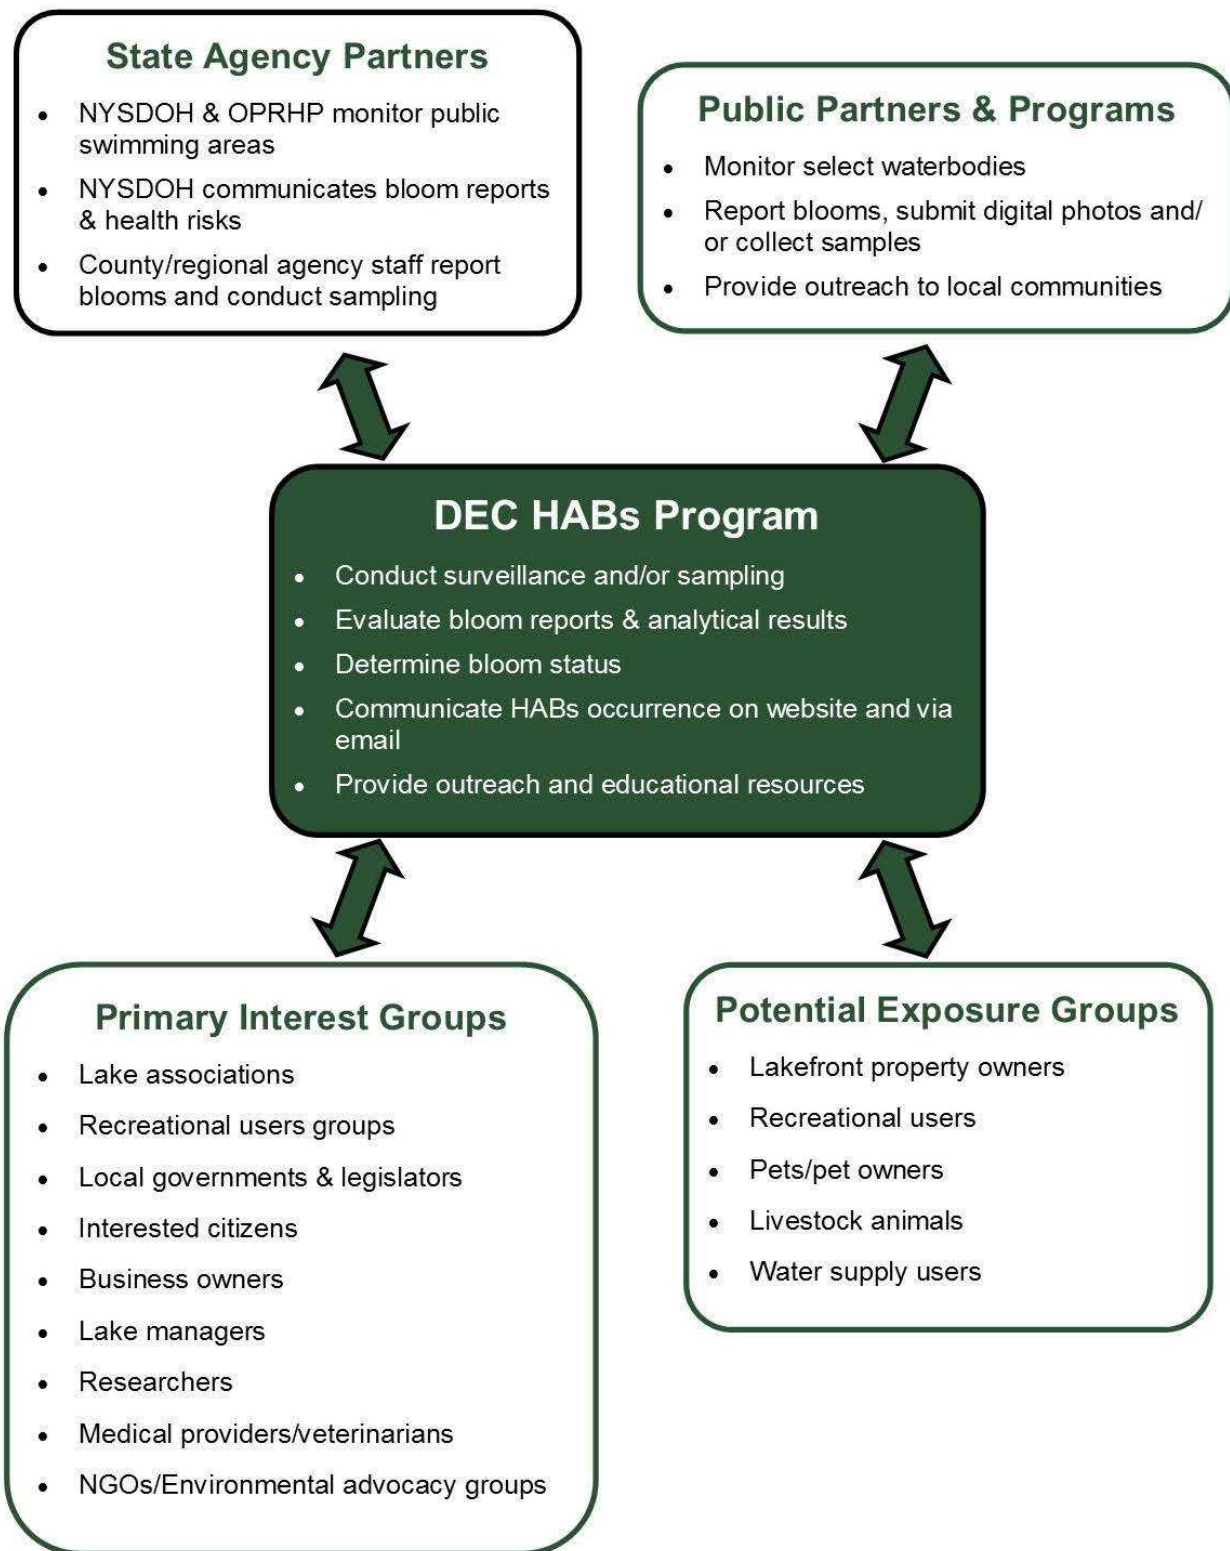 State Agency Partners
• NYSDOH & OPRHP monitor public
swimming areas
• NYSDOH communicates bloom reports
& health risks
• County/regional agency staff report
blooms and conduct sampling
Public Partners & Programs
• Monitor select waterbodies
• Report blooms, submit digital photos and/
or collect samples
• Provide outreach to local communities
DEC HABs Program
• Conduct surveillance and/or sampling
• Evaluate bloom reports & analytical results
• Determine bloom status
• Communicate HABs occurrence on website and via
email
• Provide outreach and educational resources
Primary Interest Groups
• Lake associations
• Recreational users groups
• Local governments & legislators
• Interested citizens
• Business owners
• Lake managers
• Researchers
• Medical providers/veterinarians
• NGOs/Environmental advocacy groups
Potential Exposure Groups
• Lakefront property owners
• Recreational users
• Pets/pet owners
• Livestock animals
• Water supply users